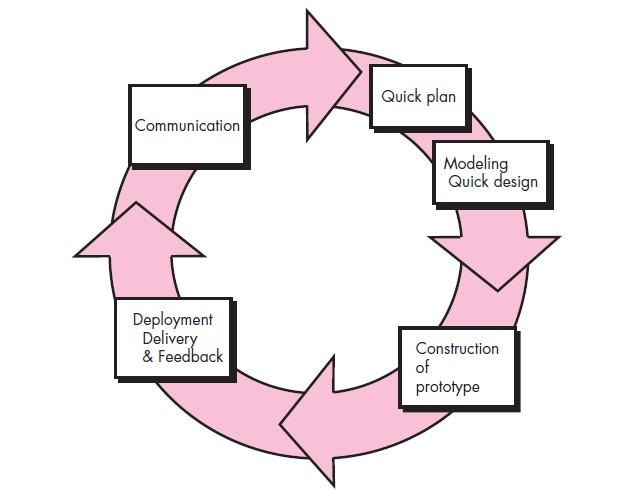 Communication
Quick plan
Modeling
Quick design
Construction
of
prototype
Deployment
Delivery
& Feedback